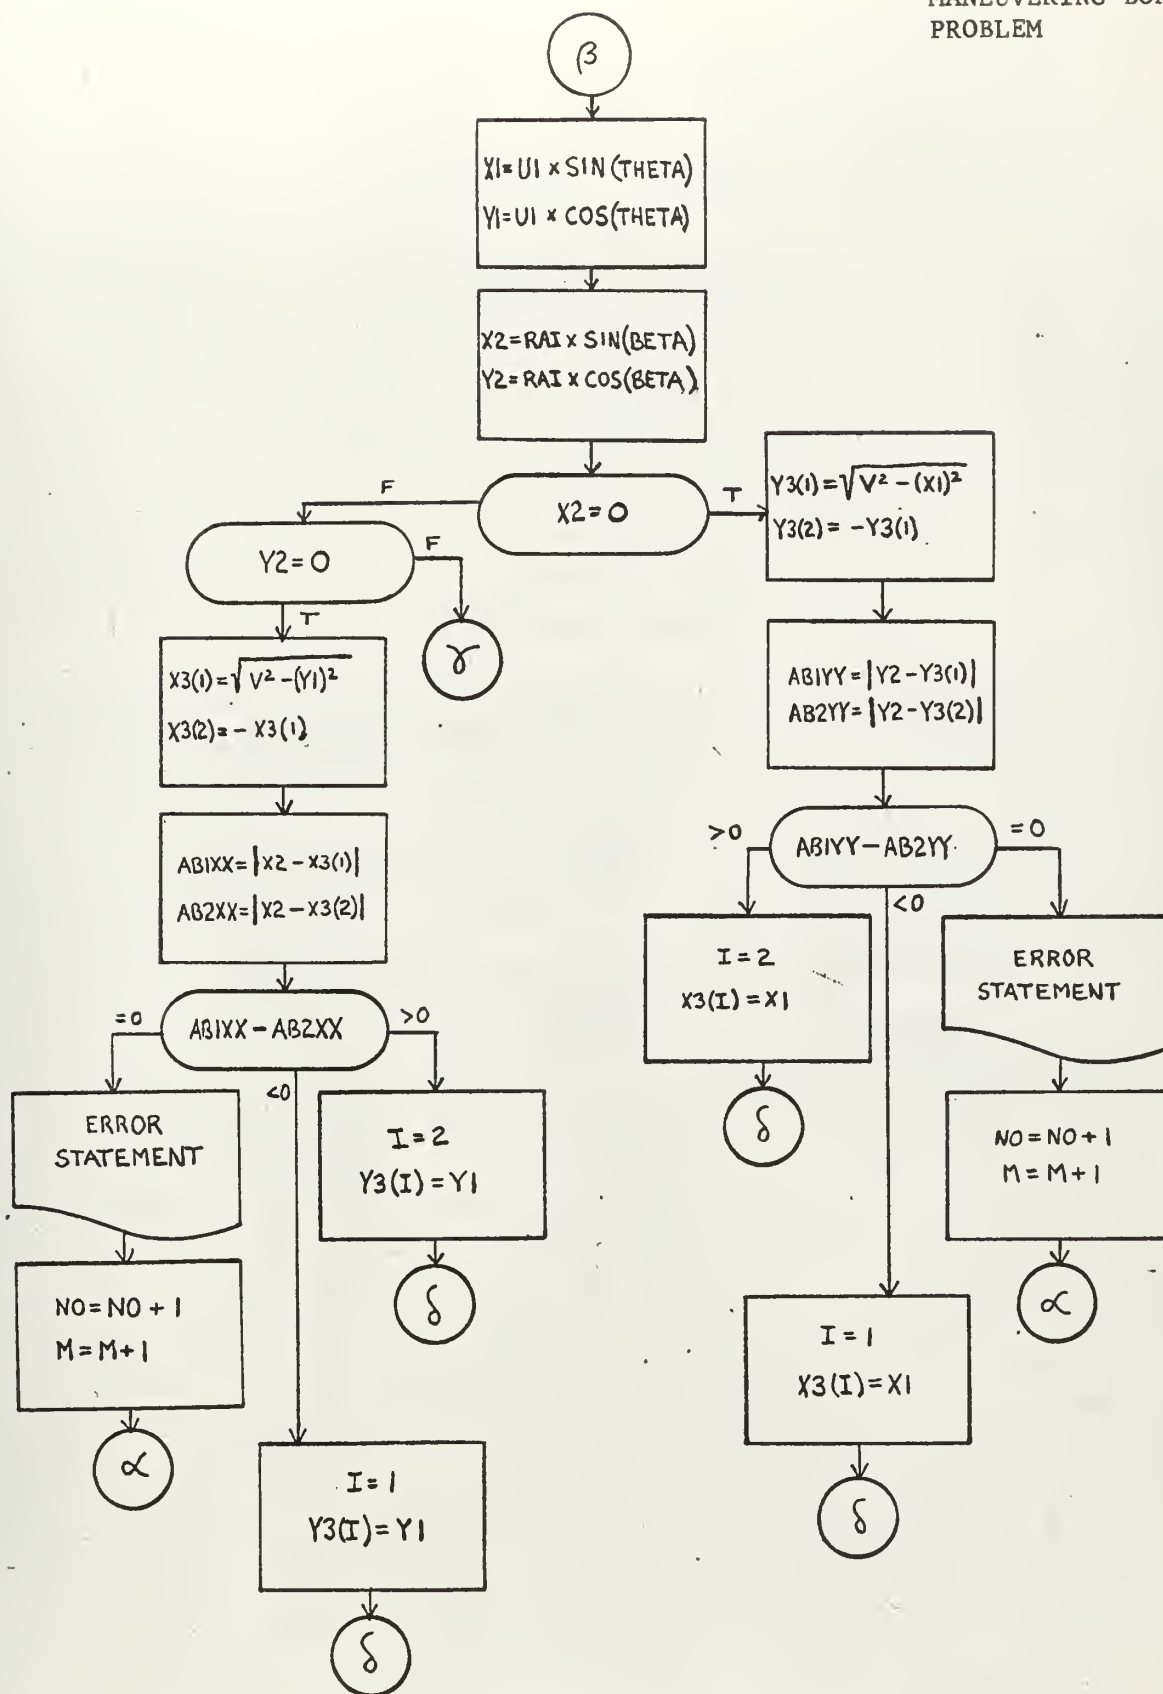 PROBLEM
β
X1=U1 x SIN(THETA)
Y1=U1 x COS(THETA)
X2=RAI x SIN(BETA)
Y2=RAI x COS(BETA)
X2=0
F
T
Y3(1)=√V²-(X1)²
Y3(2)=-Y3(1)
Y2=0
F
T
γ
X3(1)=√V²-(Y1)²
X3(2)=-X3(1)
AB1YY=|Y2-Y3(1)|
AB2YY=|Y2-Y3(2)|
AB1YY-AB2YY
>0
=0
<0
AB1XX=|X2-X3(1)|
AB2XX=|X2-X3(2)|
I=2
X3(I)=X1
δ
ERROR
STATEMENT
NO=NO+1
M=M+1
α
AB1XX-AB2XX
=0
>0
<0
ERROR
STATEMENT
NO=NO+1
M=M+1
α
I=2
Y3(I)=Y1
δ
I=1
X3(I)=X1
δ
I=1
Y3(I)=Y1
δ